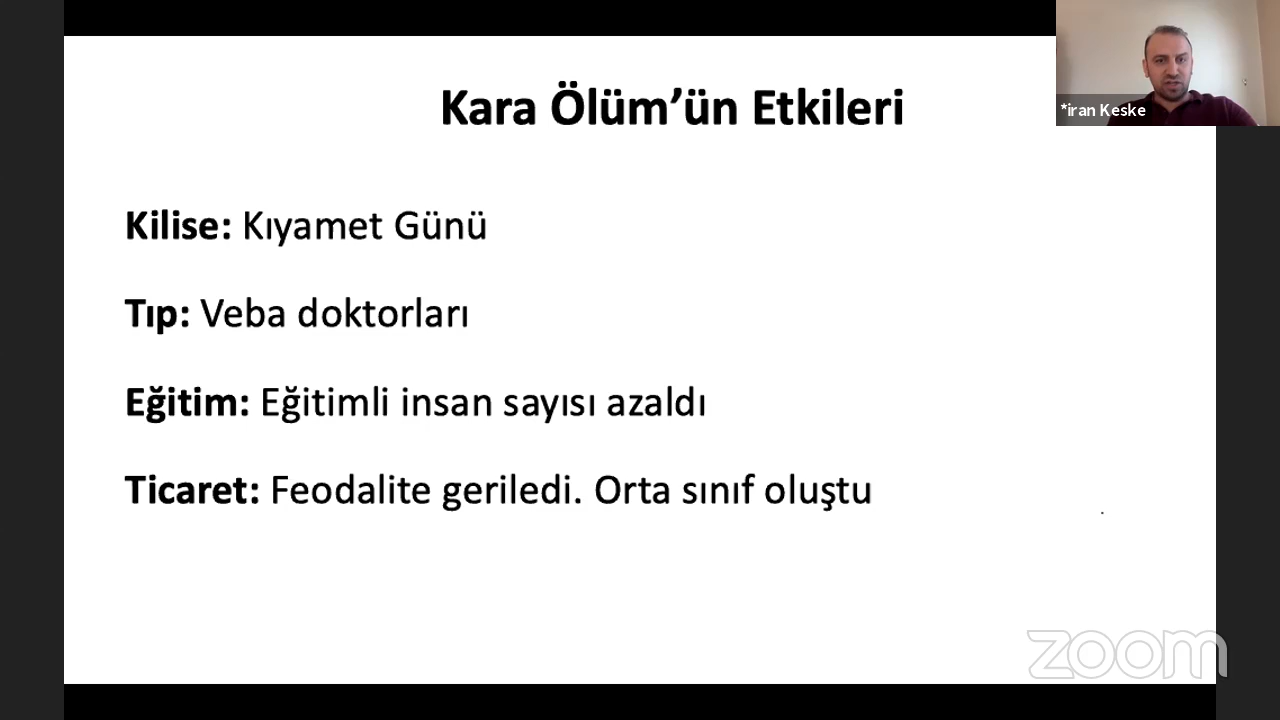 Kara Ölüm’ün Etkileri
*iran Keske
Kilise: Kıyamet Günü
Tıp: Veba doktorları
Eğitim: Eğitimli insan sayısı azaldı
Ticaret: Feodalite geriledi. Orta sınıf oluştu
zoom